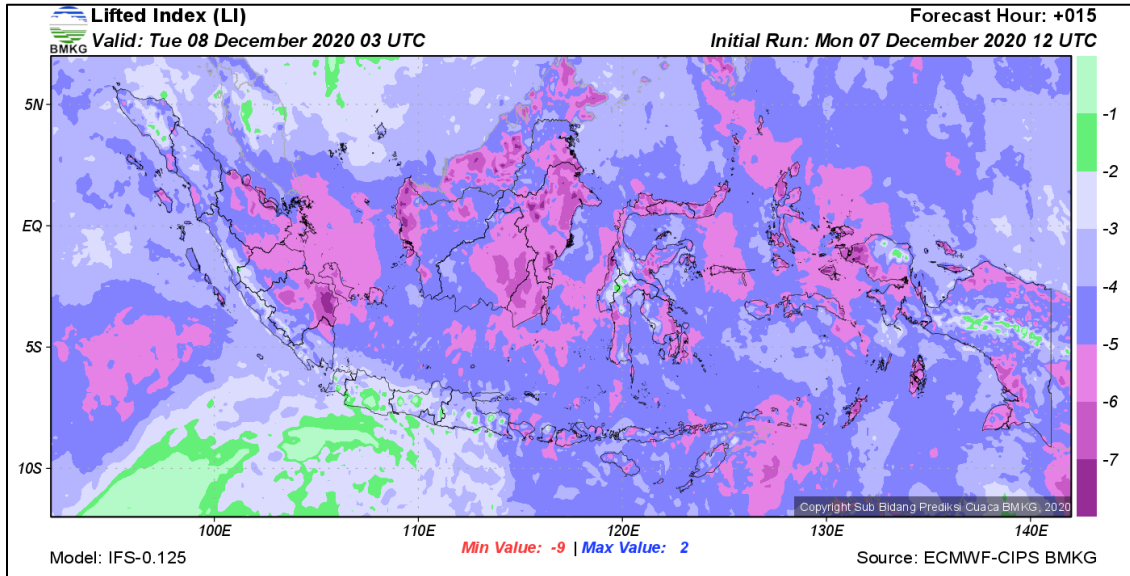 Lifted Index (LI)
Forecast Hour: +015
BMKG
Valid: Tue 08 December 2020 03 UTC
Initial Run: Mon 07 December 2020 12 UTC
5N
EQ
5S
10S
100E
110E
120E
130E
140E
-1
-2
-3
-4
-5
-6
-7
Copyright Sub Bidang Prediksi Cuaca BMKG, 2020
Model: IFS-0.125
Min Value: -9 | Max Value: 2
Source: ECMWF-CIPS BMKG